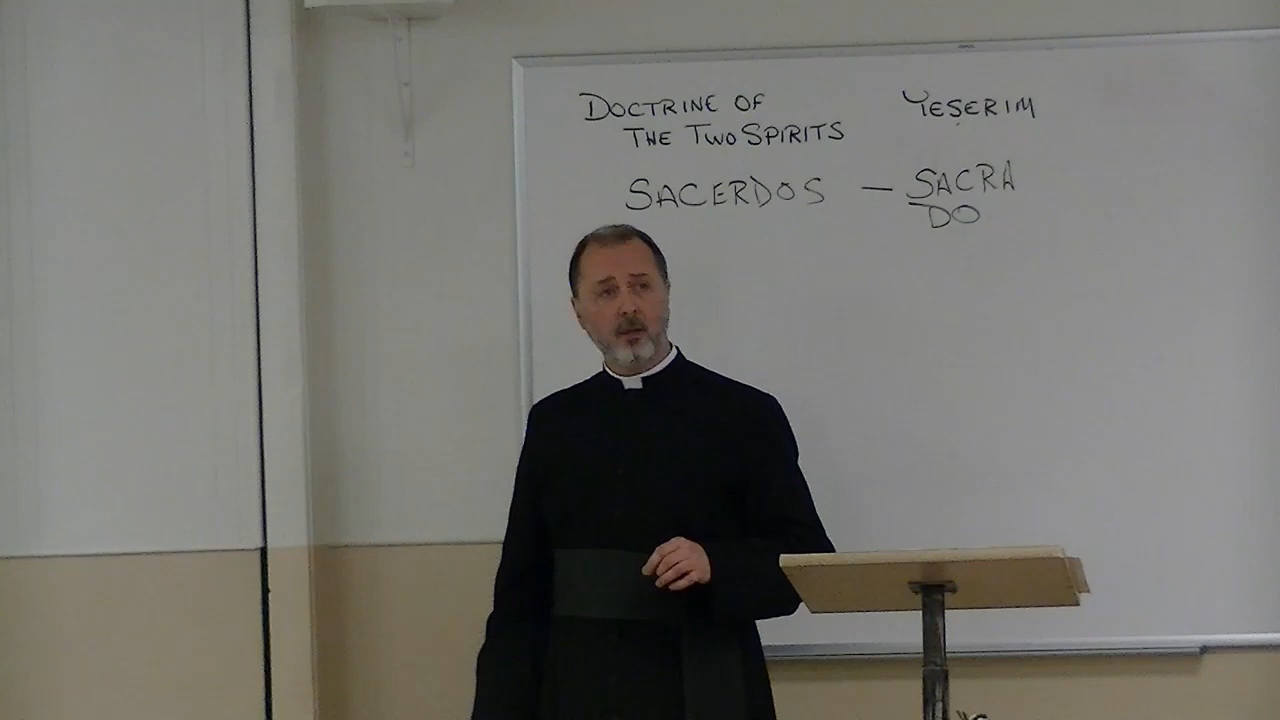 DOCTRINE OF
THE TWO SPIRITS
YEṢERIM
SACERDOS — SACRA
DO